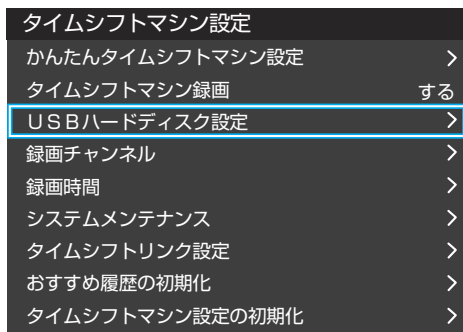 タイムシフトマシン設定
かんたんタイムシフトマシン設定
タイムシフトマシン録画 する
ＵＳＢハードディスク設定
録画チャンネル
録画時間
システムメンテナンス
タイムシフトリンク設定
おすすめ履歴の初期化
タイムシフトマシン設定の初期化